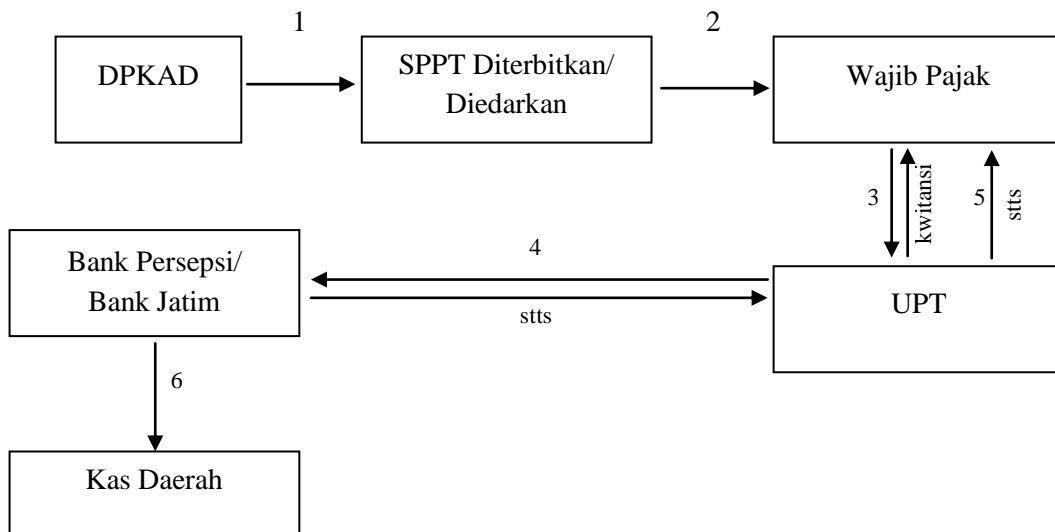 1
2
DPKAD
SPPT Diterbitkan/
Diedarkan
Wajib Pajak
3
kwitansi
5
stts
Bank Persepsi/
Bank Jatim
4
stts
UPT
6
Kas Daerah